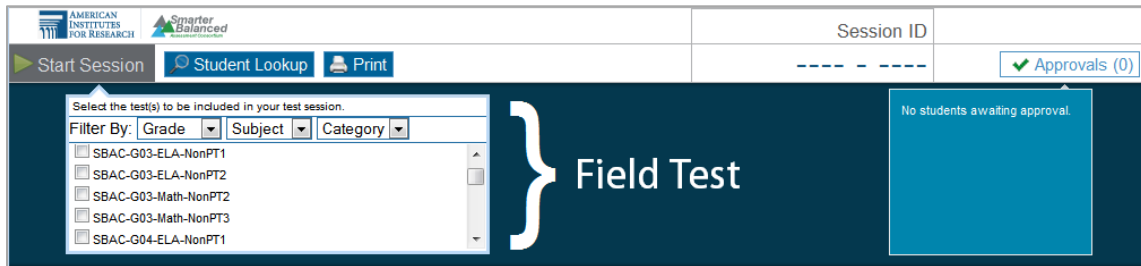 AMERICAN
INSTITUTES
FOR RESEARCH
Smarter
Balanced
Assessment Consortium
Session ID
Start Session
Student Lookup
Print
---- - ----
Approvals (0)
Select the test(s) to be included in your test session.
Filter By: Grade Subject Category
SBAC-G03-ELA-NonPT1
SBAC-G03-ELA-NonPT2
SBAC-G03-Math-NonPT2
SBAC-G03-Math-NonPT3
SBAC-G04-ELA-NonPT1
} Field Test
No students awaiting approval.